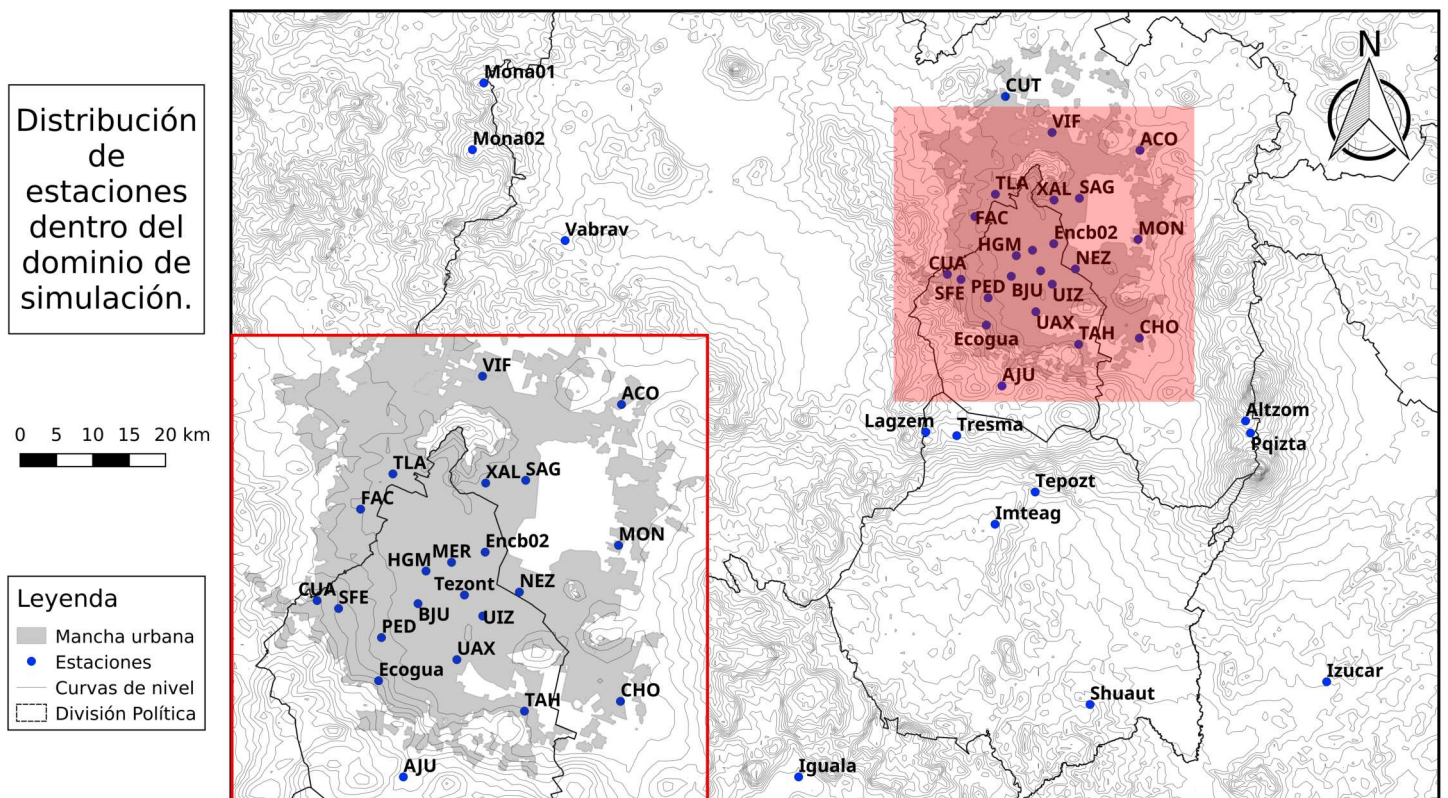 Distribución
de
estaciones
dentro del
dominio de
simulación.
0 5 10 15 20 km
Leyenda
Mancha urbana
Estaciones
Curvas de nivel
División Política
N
Mona01
Mona02
Vabrav
CUT
VIF
ACO
TLA
XAL
SAG
FAC
HGM
Encb02
MON
CUA
SFE
PED
BJU
NEZ
UIZ
UAX
Ecogua
TAH
CHO
AJU
Lagzem
Tresma
Altzom
Pqizta
Tepozt
Imteag
Izucar
Shuaut
Iguala
VIF
ACO
TLA
XAL
SAG
FAC
Encb02
MON
HGM
MER
CUA
SFE
Tezont
NEZ
BJU
UIZ
PED
UAX
Ecogua
TAH
CHO
AJU